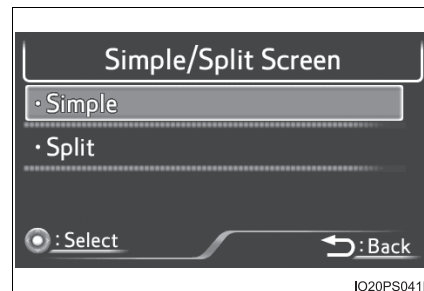 Simple/Split Screen
・Simple
・Split
: Select
: Back
IO20PS041